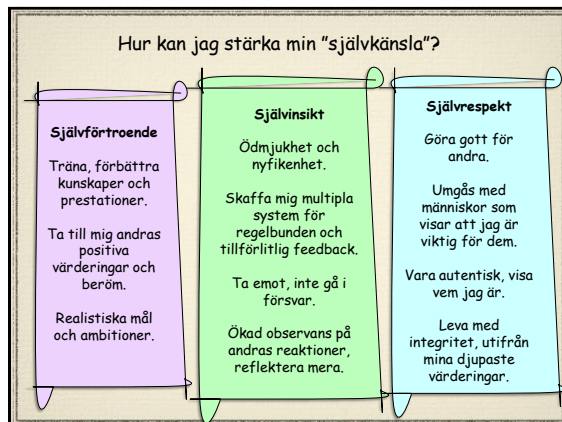 Hur kan jag stärka min ”självkänsla”?
Självförtroende
Träna, förbättra
kunskaper och
prestationer.
Ta till mig andras
positiva
värderingar och
beröm.
Realistiska mål
och ambitioner.
Självinsikt
Ödmjukhet och
nyfikenhet.
Skaffa mig multipla
system för
regelbunden och
tillförlitlig feedback.
Ta emot, inte gå i
försvar.
Ökad observans på
andras reaktioner,
reflektera mera.
Självrespekt
Göra gott för
andra.
Umgås med
människor som
visar att jag är
viktig för dem.
Vara autentisk, visa
vem jag är.
Leva med
integritet, utifrån
mina djupaste
värderingar.